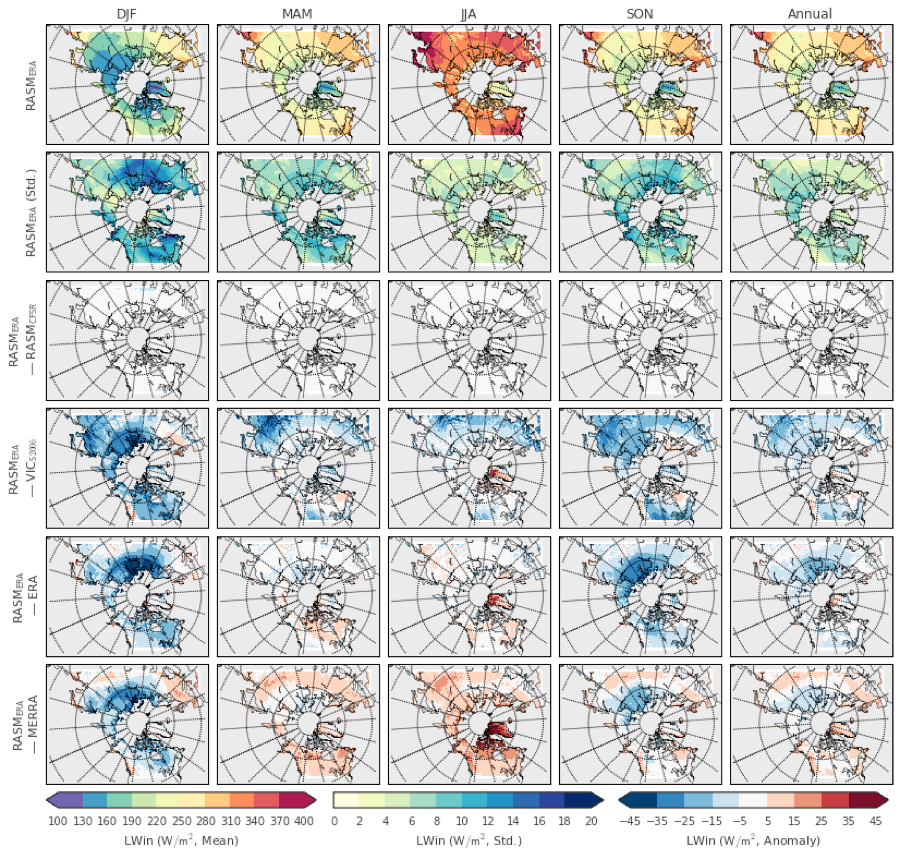 DJF MAM JJA SON Annual
RASM_ERA
RASM_ERA (Std.)
RASM_ERA
— RASM_CFSR
RASM_ERA
— VIC_S2006
RASM_ERA
— ERA
RASM_ERA
— MERRA
100 130 160 190 220 250 280 310 340 370 400
0 2 4 6 8 10 12 14 16 18 20
−45 −35 −25 −15 −5 5 15 25 35 45
LWin (W/m², Mean)
LWin (W/m², Std.)
LWin (W/m², Anomaly)